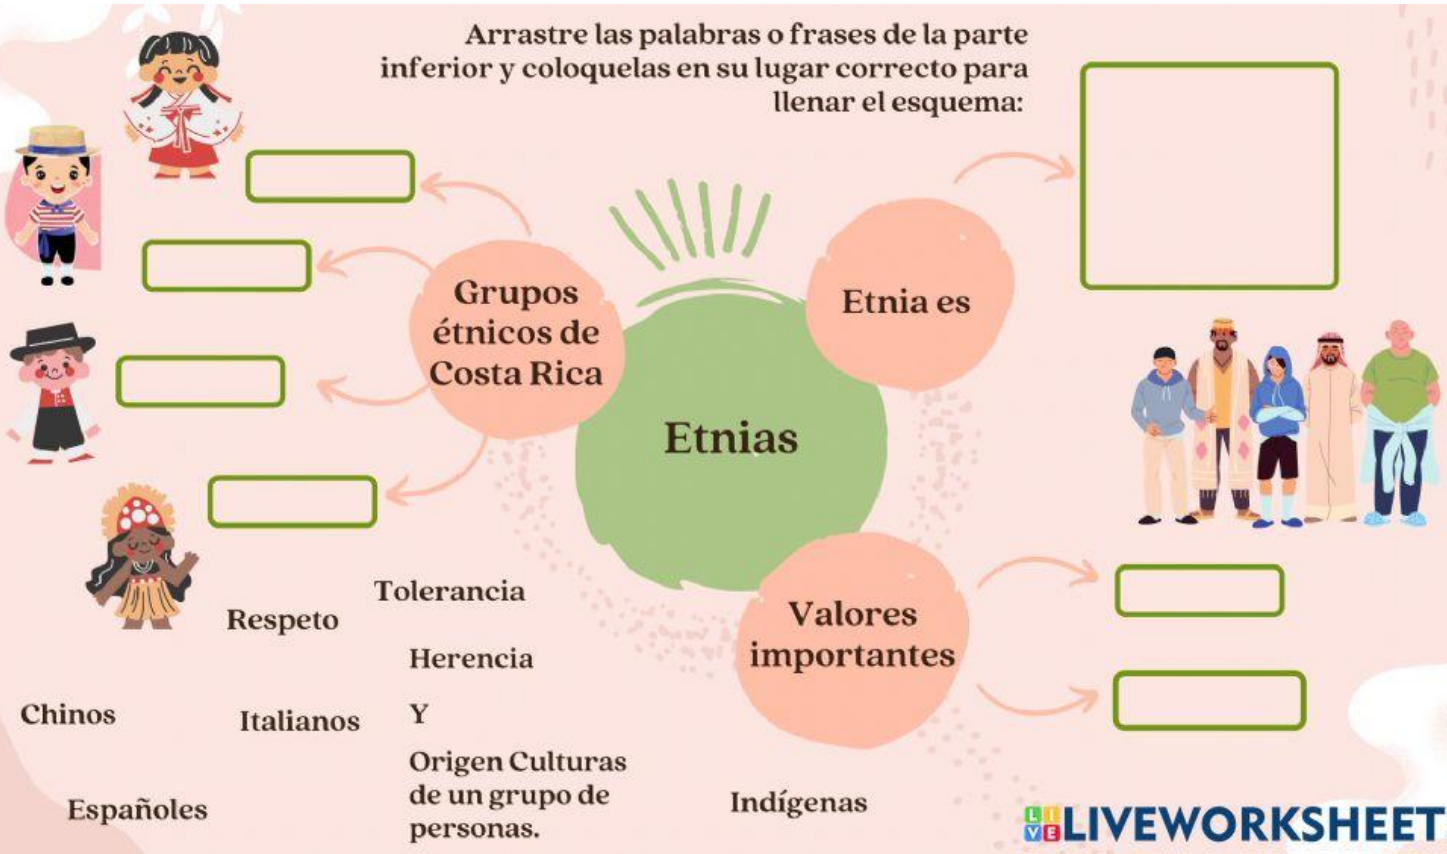 Arrastre las palabras o frases de la parte
inferior y coloquelas en su lugar correcto para
llenar el esquema:
Grupos
étnicos de
Costa Rica
Etnia es
Etnias
Valores
importantes
Tolerancia
Respeto
Herencia
Chinos
Italianos
Y
Origen Culturas
de un grupo de
personas.
Españoles
Indígenas
LIVE LIVEWORKSHEET